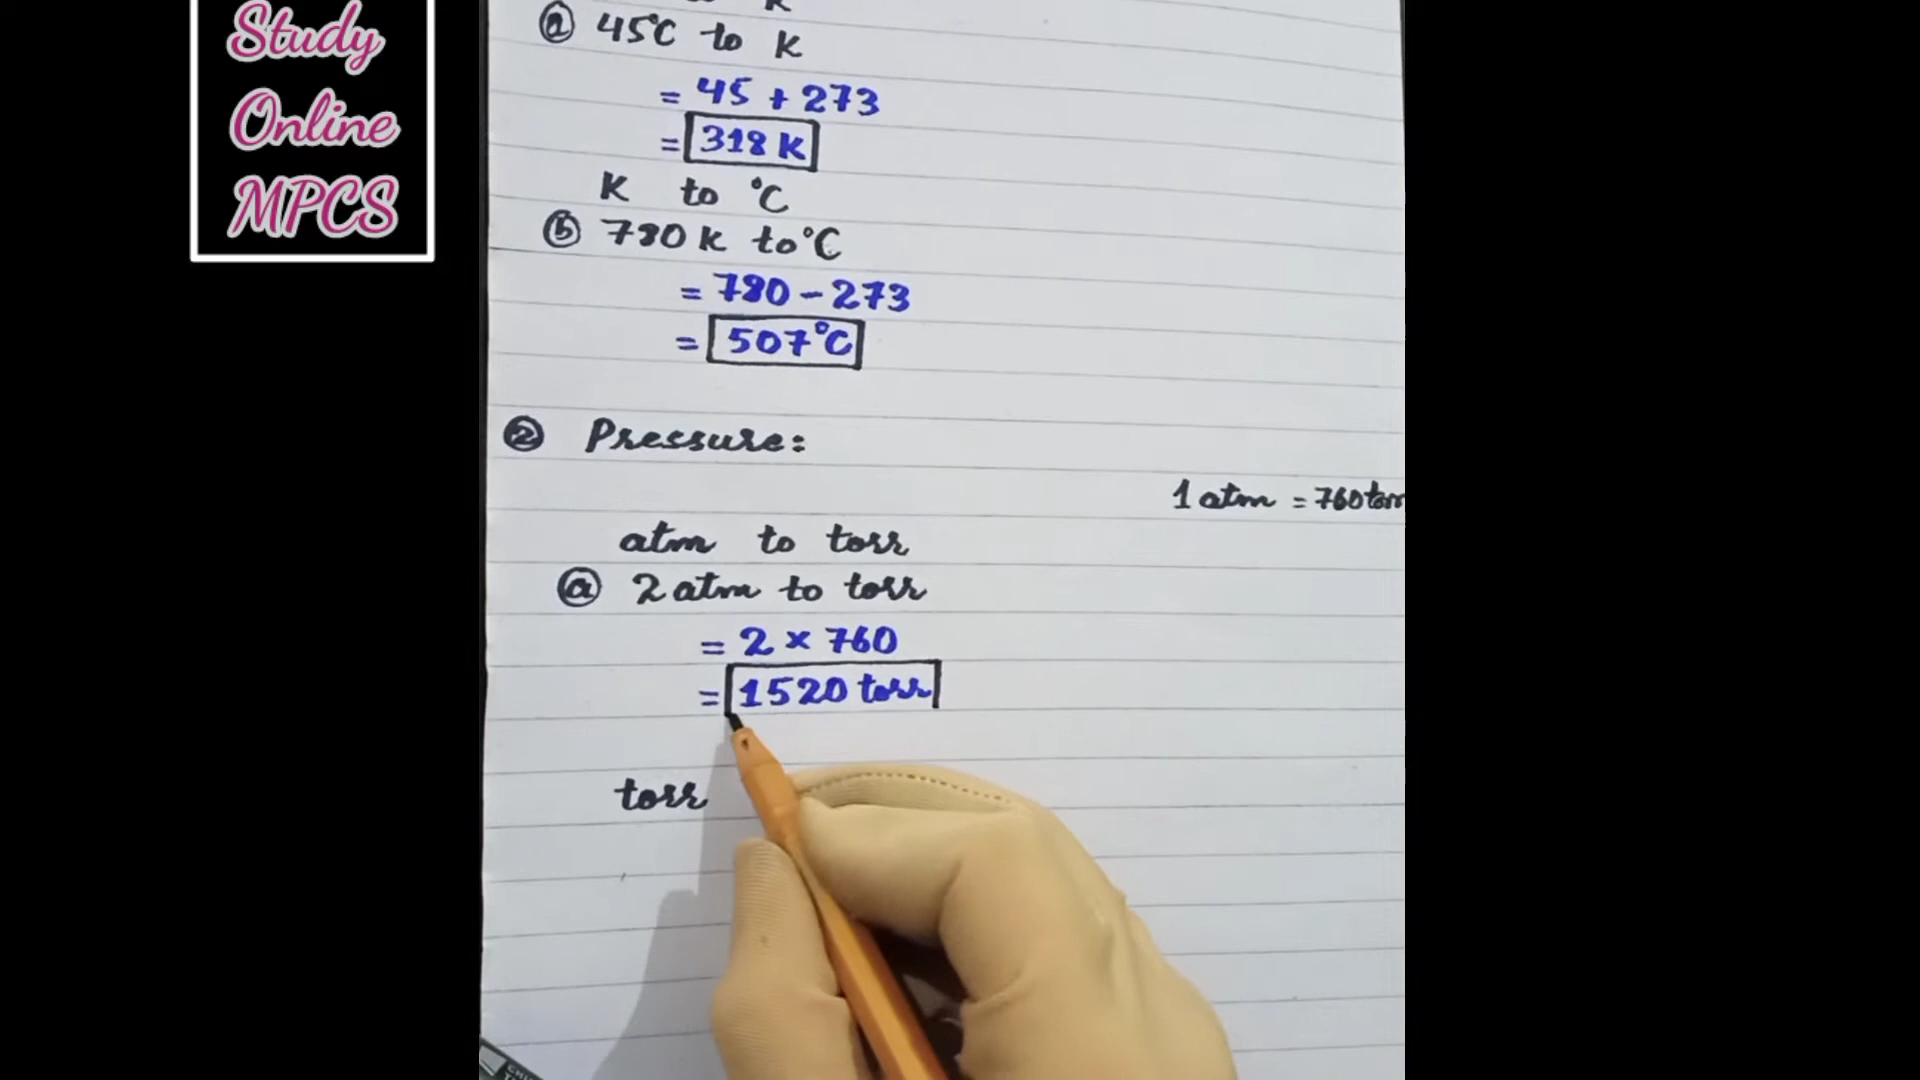 Study
Online
MPCS
ⓐ 45°C to K
= 45 + 273
= 318 K
K to °C
ⓑ 780 K to °C
= 780 - 273
= 507°C
② Pressure:
1 atm = 760 torr
atm to torr
ⓐ 2 atm to torr
= 2 × 760
= 1520 torr
torr